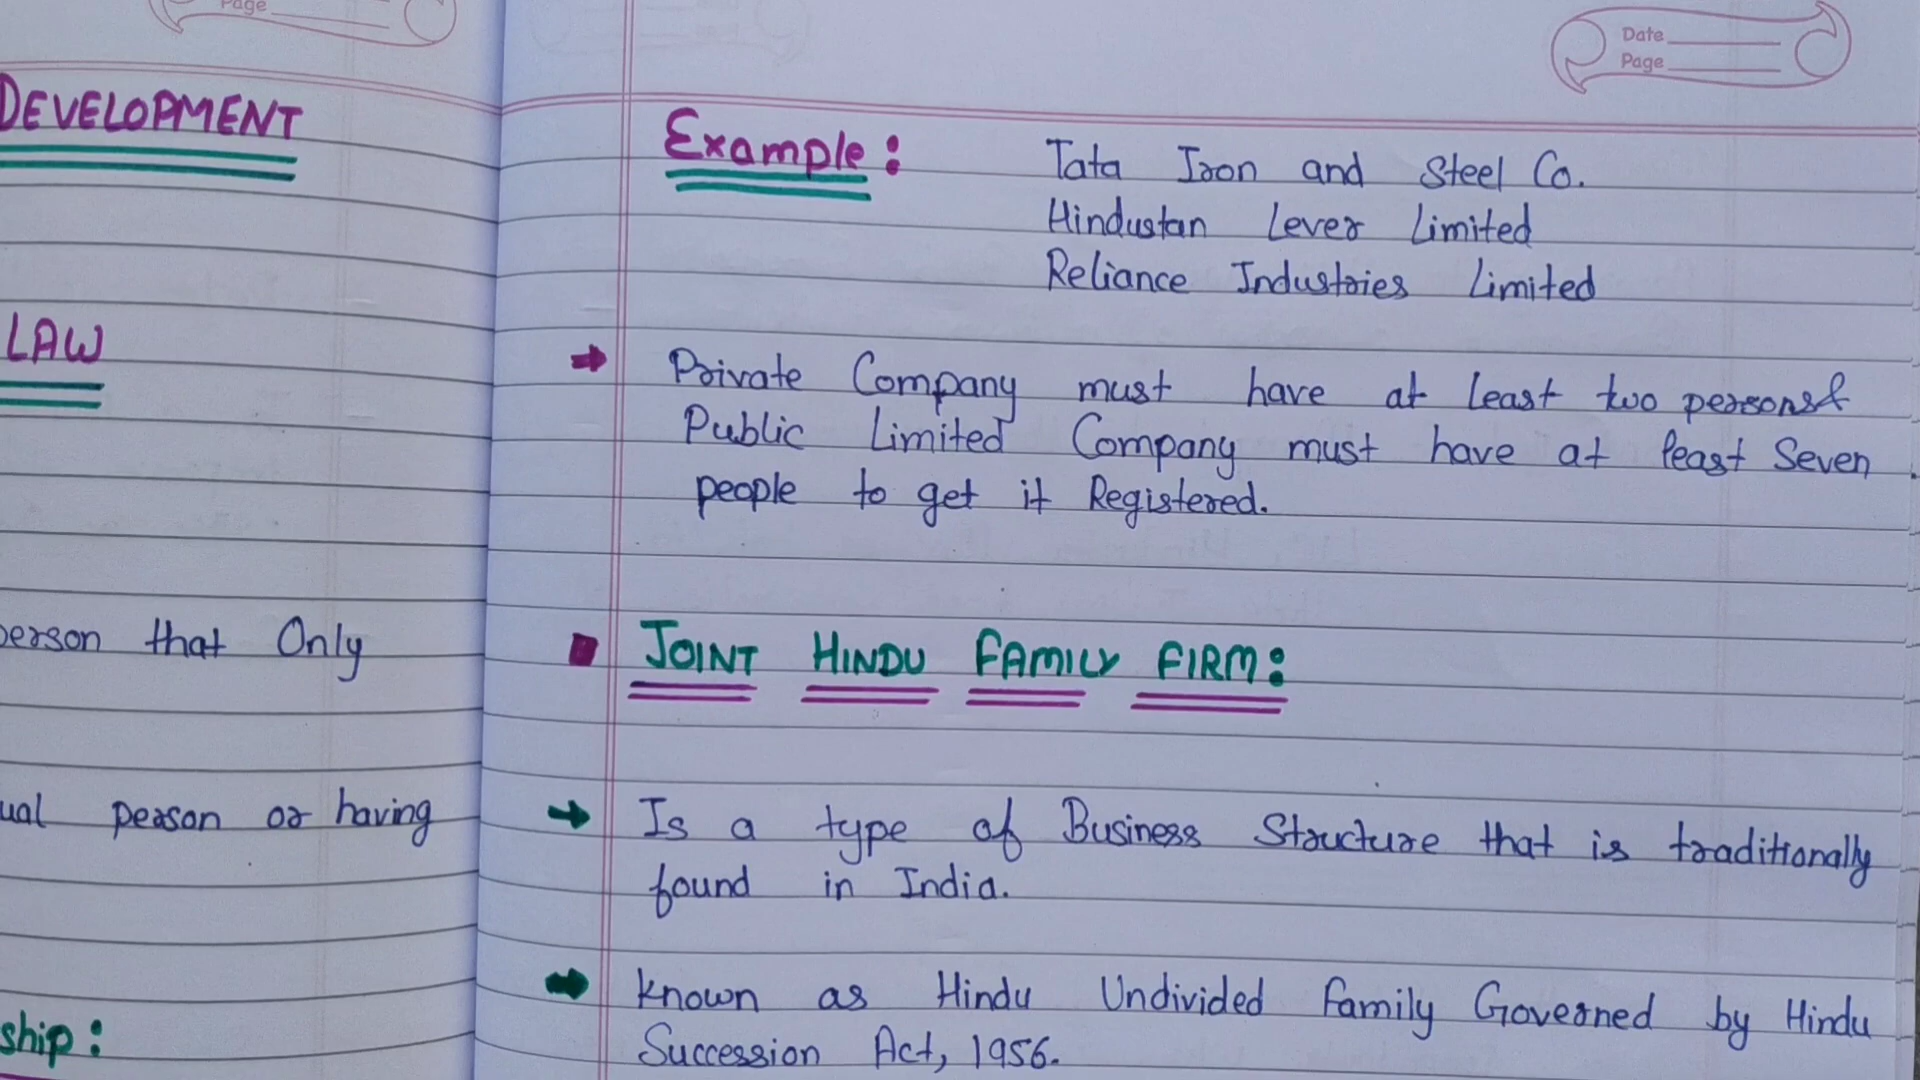 Page
DEVELOPMENT
LAW
person that Only
ual person or having
ship:
Date
Page
Example: Tata Iron and Steel Co.
Hindustan Lever Limited
Reliance Industries Limited
Private Company must have at least two persons&
Public Limited Company must have at least Seven
people to get it Registered.
JOINT HINDU FAMILY FIRM:
Is a type of Business Structure that is traditionally
found in India.
Known as Hindu Undivided Family Governed by Hindu
Succession Act, 1956.